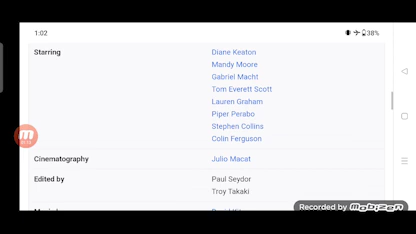 1:02
38%
Starring
Diane Keaton
Mandy Moore
Gabriel Macht
Tom Everett Scott
Lauren Graham
Piper Perabo
Stephen Collins
Colin Ferguson
Cinematography
Julio Macat
Edited by
Paul Seydor
Troy Takaki
Recorded by Mobizen